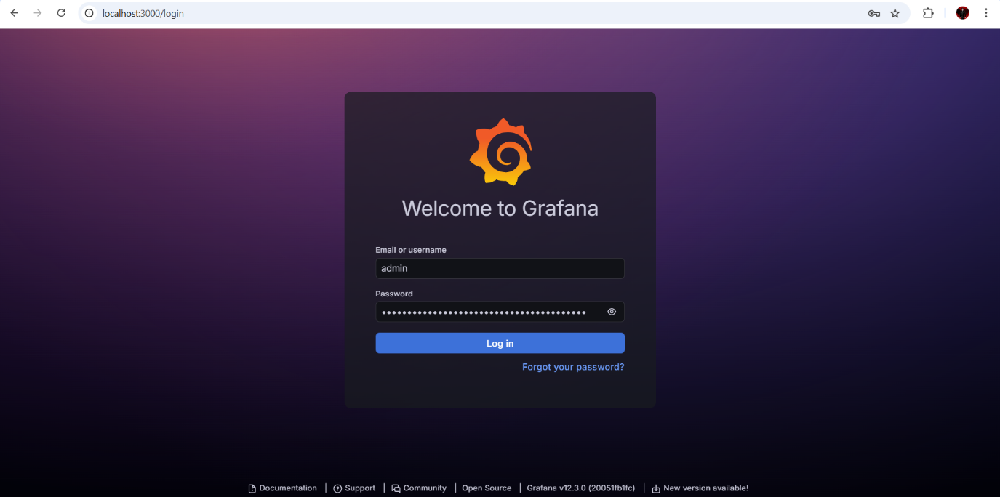 localhost:3000/login
Welcome to Grafana
Email or username
admin
Password
Log in
Forgot your password?
Documentation | Support | Community | Open Source | Grafana v12.3.0 (20051fb1fc) | New version available!